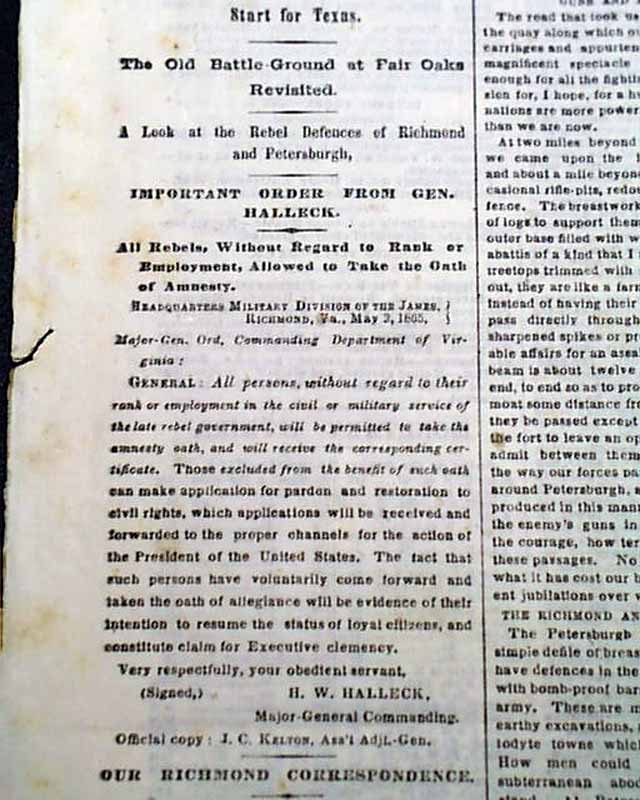 Start for Texas.
The Old Battle-Ground at Fair Oaks
Revisited.
A Look at the Rebel Defences of Richmond
and Petersburgh,
IMPORTANT ORDER FROM GEN.
HALLECK.
All Rebels, Without Regard to Rank or
Employment, Allowed to Take the Oath
of Amnesty.
HEADQUARTERS MILITARY DIVISION OF THE JAMES, }
RICHMOND, Va., May 3, 1865, }
Major-Gen. Ord, Commanding Department of Vir-
ginia :
GENERAL : All persons, without regard to their
rank or employment in the civil or military service of
the late rebel government, will be permitted to take the
amnesty oath, and will receive the corresponding cer-
tificate. Those excluded from the benefit of such oath
can make application for pardon and restoration to
civil rights, which applications will be received and
forwarded to the proper channels for the action of
the President of the United States. The fact that
such persons have voluntarily come forward and
taken the oath of allegiance will be evidence of their
intention to resume the status of loyal citizens, and
constitute claim for Executive clemency.
Very respectfully, your obedient servant,
(Signed,) H. W. HALLECK,
Major-General Commanding.
Official copy : J. C. KELTON, Ass't Adjt.-Gen.
OUR RICHMOND CORRESPONDENCE.
The road that took u
the quay along which ou
carriages and appurten
magnificent spectacle
enough for all the fightin
sion for, I hope, for a h
nations are more power
than we are now.
At two miles beyond
we came upon the l
and about a mile beyon
casional rifle-pits, redou
fence. The breastwork
of logs to support them
outer base filled with w
abattis of a kind that I
treetops trimmed with
out, they are like a farm
instead of having their
pass directly through
sharpened spikes or pr
able affairs for an assa
beam is about twelve
end, to end so as to pro
moat some distance fro
they be passed except
the fort to leave an op
admit between them
the way our forces pa
around Petersburgh,
produced in this mann
the enemy's guns in
the courage, how ter
these passages. No
what it has cost our b
ent jubilations over
THE RICHMOND AN
The Petersburgh
simple defile of breas
have defences in the
with bomb-proof bar
army. These are m
earthy excavations,
lodyte towns which
How men could
subterranean abod